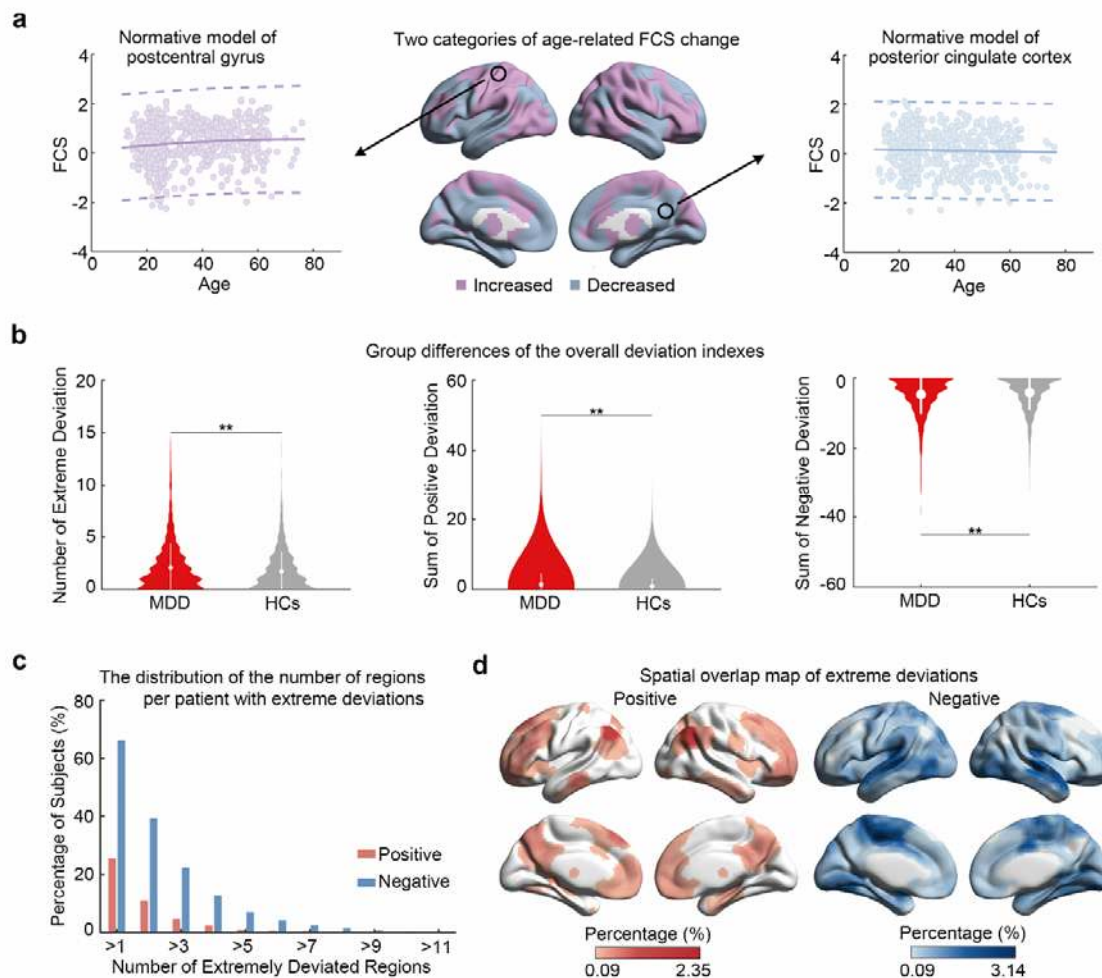 a
Normative model of
postcentral gyrus
4
2
0
-2
-4
FCS
0 20 40 60 80
Age
Two categories of age-related FCS change
Increased Decreased
Normative model of
posterior cingulate cortex
4
2
0
-2
-4
FCS
0 20 40 60 80
Age
b
Group differences of the overall deviation indexes
20
15
10
5
0
Number of Extreme Deviation
**
MDD HCs
60
40
20
0
Sum of Positive Deviation
**
MDD HCs
0
-20
-40
-60
Sum of Negative Deviation
**
MDD HCs
c
The distribution of the number of regions
per patient with extreme deviations
80
60
40
20
0
Percentage of Subjects (%)
Positive
Negative
>1 >3 >5 >7 >9 >11
Number of Extremely Deviated Regions
d
Spatial overlap map of extreme deviations
Positive Negative
Percentage (%) Percentage (%)
0.09 2.35 0.09 3.14